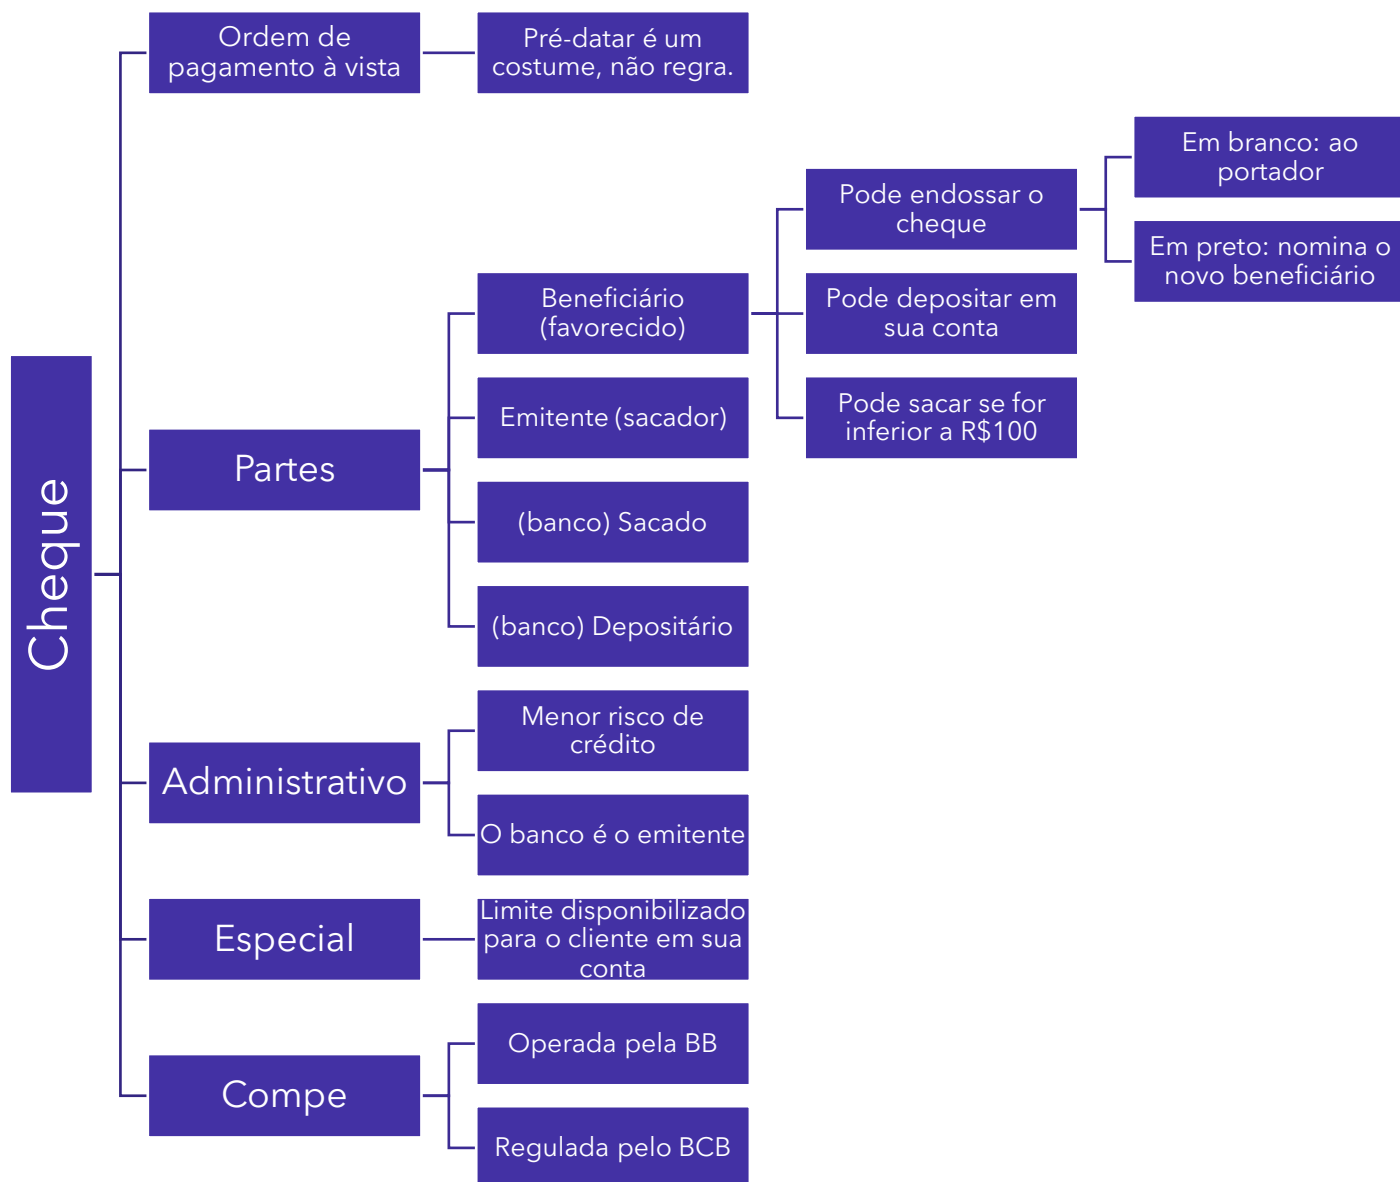 Cheque
Ordem de
pagamento à vista
Pré-datar é um
costume, não regra.
Partes
Beneficiário
(favorecido)
Pode endossar o
cheque
Em branco: ao
portador
Em preto: nomina o
novo beneficiário
Pode depositar em
sua conta
Pode sacar se for
inferior a R$100
Emitente (sacador)
(banco) Sacado
(banco) Depositário
Administrativo
Menor risco de
crédito
O banco é o emitente
Especial
Limite disponibilizado
para o cliente em sua
conta
Compe
Operada pela BB
Regulada pelo BCB